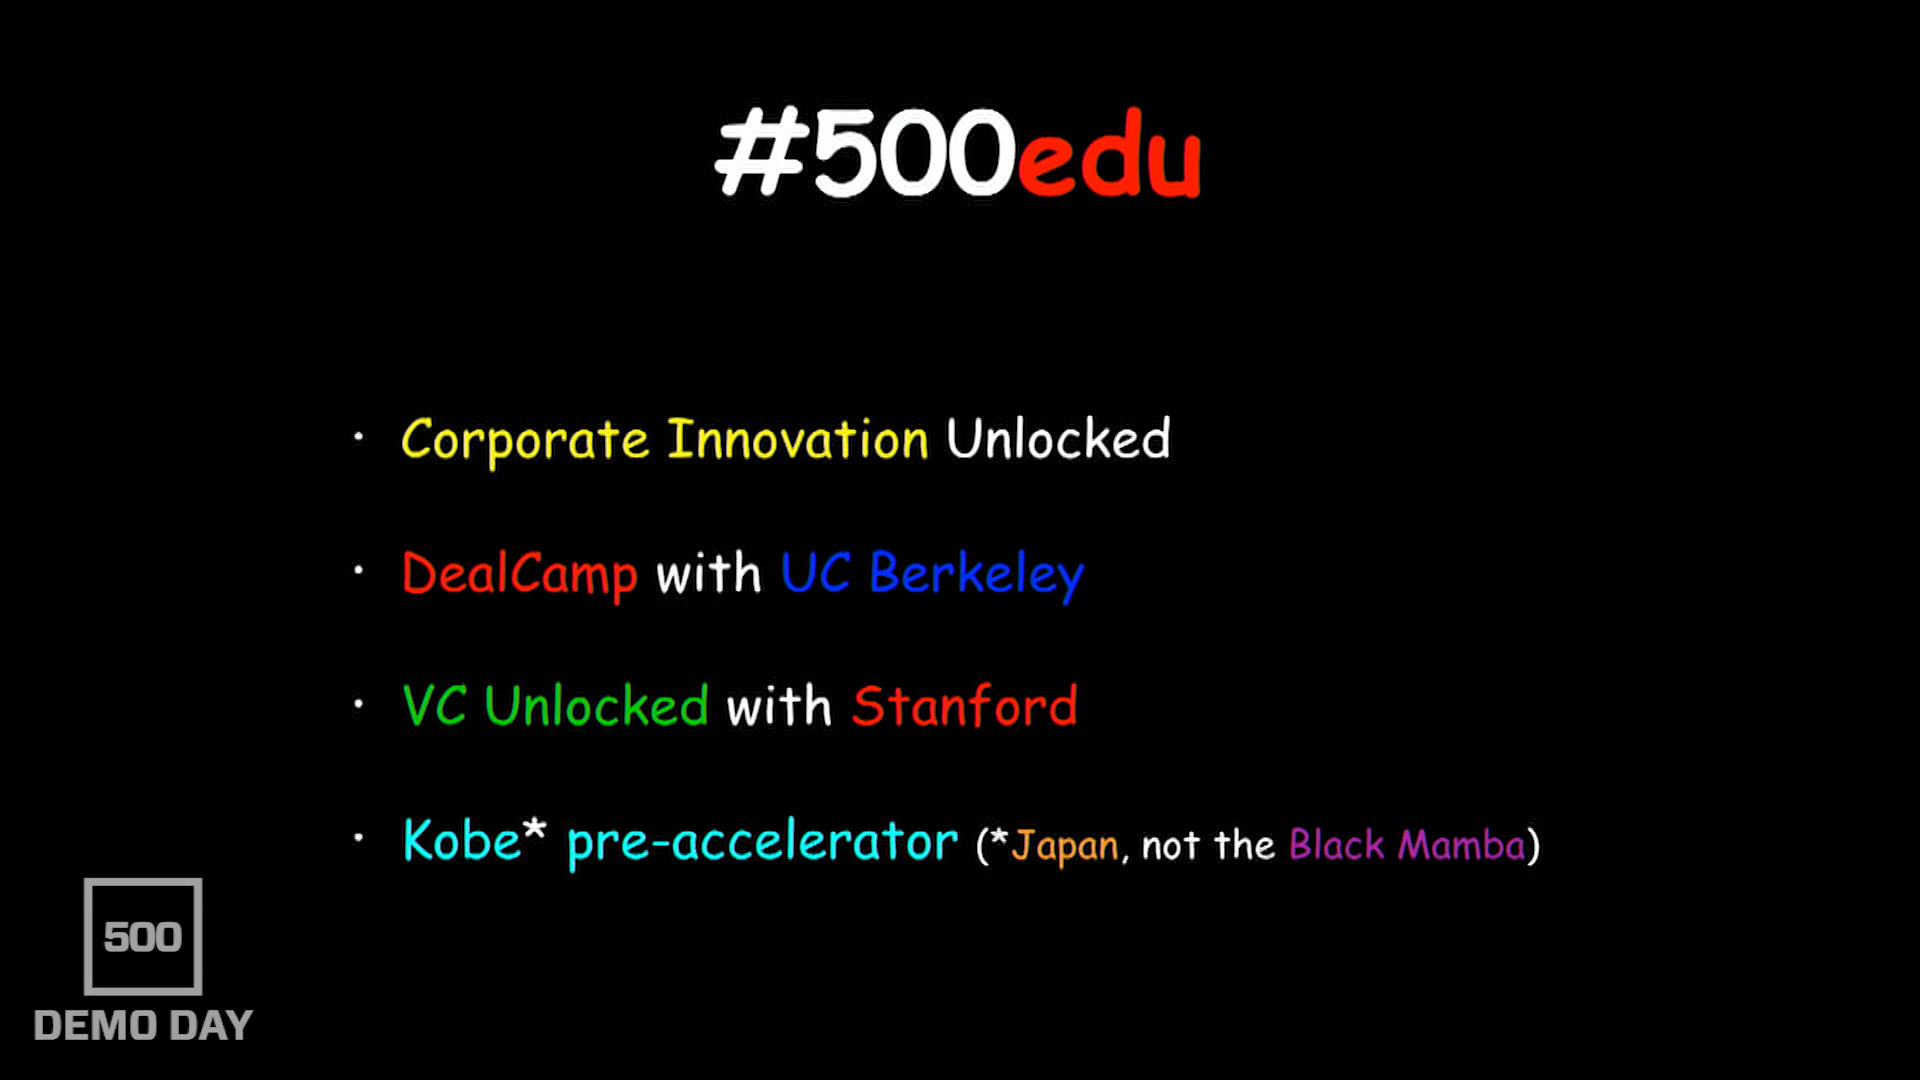 #500edu
• Corporate Innovation Unlocked
• DealCamp with UC Berkeley
• VC Unlocked with Stanford
• Kobe* pre-accelerator (*Japan, not the Black Mamba)
500
DEMO DAY